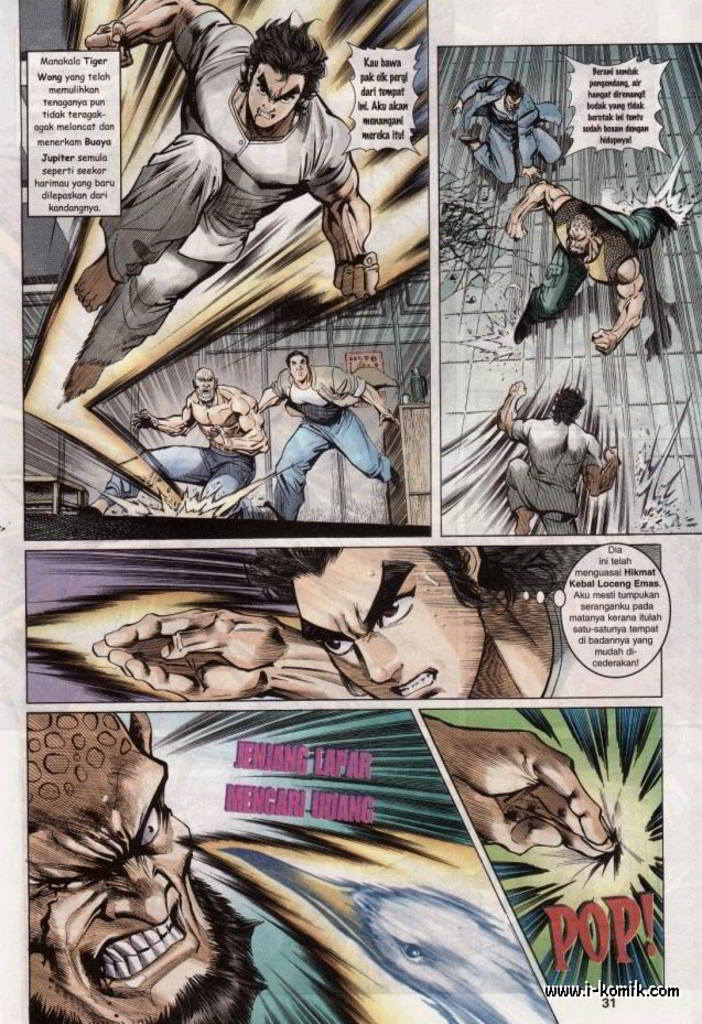 Manakala Tiger
Wong yang telah
memulihkan
tenaganya pun
tidak teragak-
agak meloncat dan
menerkam Buaya
Jupiter semula
seperti seekor
harimau yang baru
dilepaskan dari
kandangnya.
Kau bawa
pak cik pergi
dari tempat
ini. Aku akan
menangani
mereka itu!
Berani sanduk
pengendang, air
hangat direnangi!
budak yang tidak
berotak ini tentu
sudah bosan dengan
hidupnya!
Dia
ini telah
menguasai Hikmat
Kebal Loceng Emas.
Aku mesti tumpukan
seranganku pada
matanya kerana itulah
satu-satunya tempat
di badannya
yang mudah di-
cederakan!
JENJANG LAPAR
MENCARI UDANG
POP!
www.i-komik.com
31